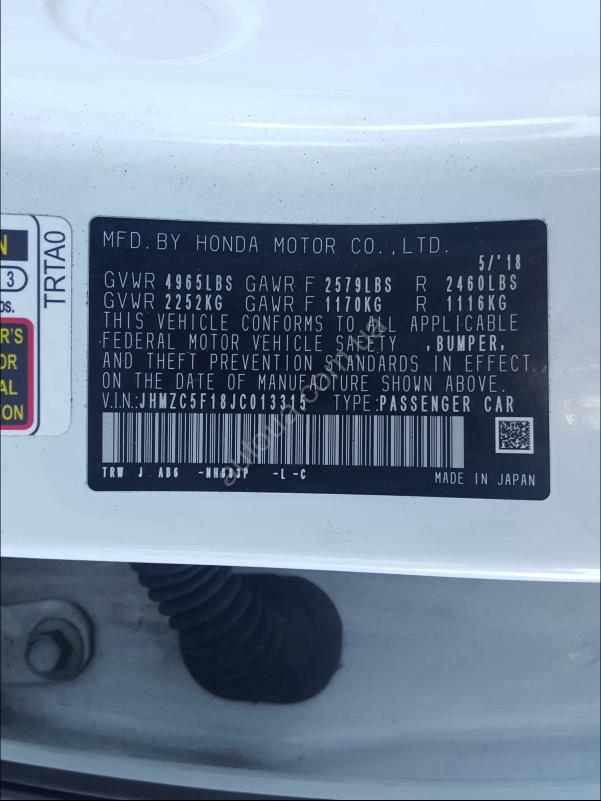 MFD.BY HONDA MOTOR CO.,LTD.
5/'18
GVWR 4965LBS GAWR F 2579LBS R 2460LBS
GVWR 2252KG GAWR F 1170KG R 1116KG
THIS VEHICLE CONFORMS TO ALL APPLICABLE
FEDERAL MOTOR VEHICLE SAFETY ,BUMPER,
AND THEFT PREVENTION STANDARDS IN EFFECT
ON THE DATE OF MANUFACTURE SHOWN ABOVE.
V.I.N: TYPE:PASSENGER CAR
TRW J AB6 -NH883P -L -C
MADE IN JAPAN
TRTA0
3